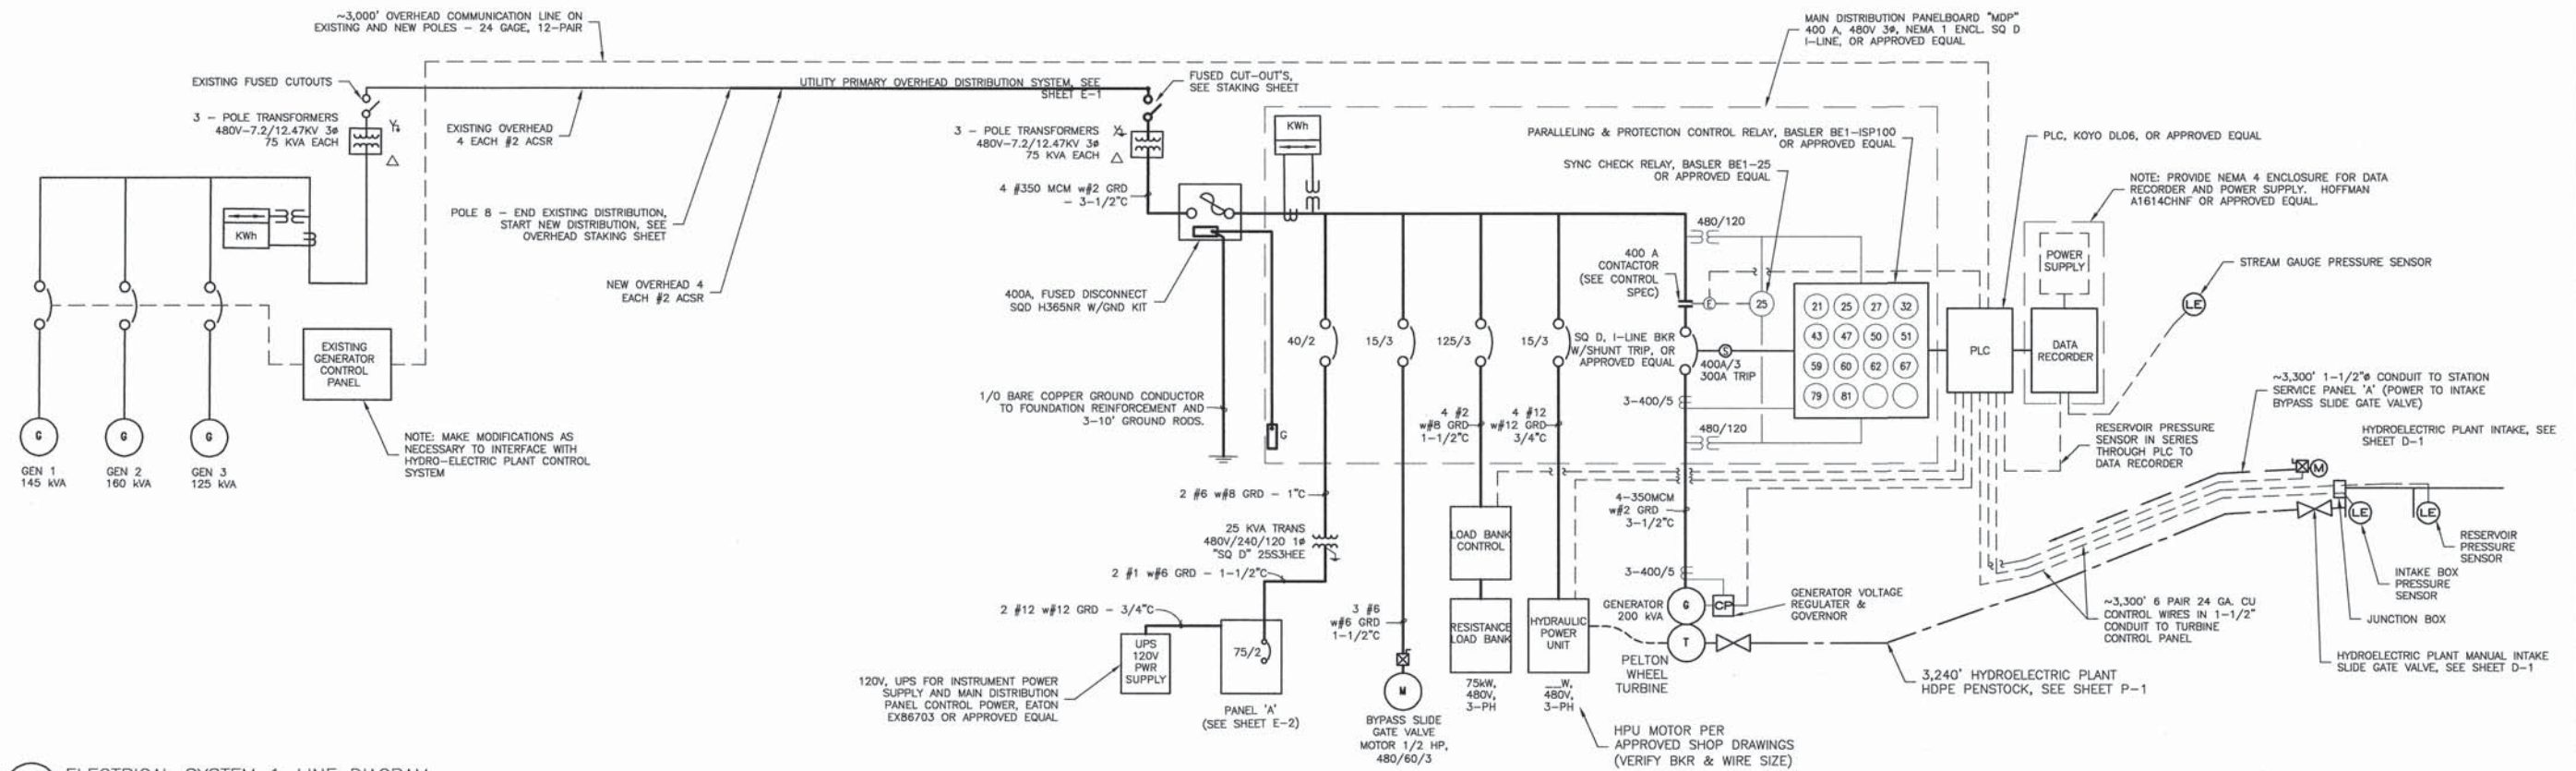 ~3,000' OVERHEAD COMMUNICATION LINE ON
EXISTING AND NEW POLES - 24 GAGE, 12-PAIR
EXISTING FUSED CUTOUTS
3 - POLE TRANSFORMERS
480V-7.2/12.47KV 3ø
75 KVA EACH
EXISTING OVERHEAD
4 EACH #2 ACSR
UTILITY PRIMARY OVERHEAD DISTRIBUTION SYSTEM, SEE
SHEET E-1
FUSED CUT-OUT'S,
SEE STAKING SHEET
3 - POLE TRANSFORMERS
480V-7.2/12.47KV 3ø
75 KVA EACH
4 #350 MCM w#2 GRD
- 3-1/2"C
POLE 8 - END EXISTING DISTRIBUTION,
START NEW DISTRIBUTION, SEE
OVERHEAD STAKING SHEET
NEW OVERHEAD 4
EACH #2 ACSR
KWh
EXISTING
GENERATOR
CONTROL
PANEL
NOTE: MAKE MODIFICATIONS AS
NECESSARY TO INTERFACE WITH
HYDRO-ELECTRIC PLANT CONTROL
SYSTEM
G
G
G
GEN 1
145 kVA
GEN 2
160 kVA
GEN 3
125 kVA
400A, FUSED DISCONNECT
SQD H365NR W/GND KIT
1/0 BARE COPPER GROUND CONDUCTOR
TO FOUNDATION REINFORCEMENT AND
3-10' GROUND RODS.
G
KWh
MAIN DISTRIBUTION PANELBOARD "MDP"
400 A, 480V 3ø, NEMA 1 ENCL. SQ D
I-LINE, OR APPROVED EQUAL
PARALLELING & PROTECTION CONTROL RELAY, BASLER BE1-ISP100
OR APPROVED EQUAL
SYNC CHECK RELAY, BASLER BE1-25
OR APPROVED EQUAL
PLC, KOYO DL06, OR APPROVED EQUAL
NOTE: PROVIDE NEMA 4 ENCLOSURE FOR DATA
RECORDER AND POWER SUPPLY. HOFFMAN
A1614CHNF OR APPROVED EQUAL.
480/120
400 A
CONTACTOR
(SEE CONTROL
SPEC)
E
25
40/2
15/3
125/3
15/3
SQ D, I-LINE BKR
W/SHUNT TRIP, OR
APPROVED EQUAL
S
400A/3
300A TRIP
3-400/5
480/120
21 25 27 32
43 47 50 51
59 60 62 67
79 81
PLC
POWER
SUPPLY
DATA
RECORDER
STREAM GAUGE PRESSURE SENSOR
LE
~3,300' 1-1/2"ø CONDUIT TO STATION
SERVICE PANEL 'A' (POWER TO INTAKE
BYPASS SLIDE GATE VALVE)
HYDROELECTRIC PLANT INTAKE, SEE
SHEET D-1
RESERVOIR PRESSURE
SENSOR IN SERIES
THROUGH PLC TO
DATA RECORDER
M
LE
LE
RESERVOIR
PRESSURE
SENSOR
INTAKE BOX
PRESSURE
SENSOR
JUNCTION BOX
HYDROELECTRIC PLANT MANUAL INTAKE
SLIDE GATE VALVE, SEE SHEET D-1
~3,300' 6 PAIR 24 GA. CU
CONTROL WIRES IN 1-1/2"
CONDUIT TO TURBINE
CONTROL PANEL
3,240' HYDROELECTRIC PLANT
HDPE PENSTOCK, SEE SHEET P-1
4 #2
w#8 GRD
1-1/2"C
4 #12
w#12 GRD
3/4"C
2 #6 w#8 GRD - 1"C
25 KVA TRANS
480V/240/120 1ø
"SQ D" 25S3HEE
2 #1 w#6 GRD - 1-1/2"C
2 #12 w#12 GRD - 3/4"C
UPS
120V
PWR
SUPPLY
75/2
PANEL 'A'
(SEE SHEET E-2)
120V, UPS FOR INSTRUMENT POWER
SUPPLY AND MAIN DISTRIBUTION
PANEL CONTROL POWER, EATON
EX86703 OR APPROVED EQUAL
3 #6
w#6 GRD
1-1/2"C
M
BYPASS SLIDE
GATE VALVE
MOTOR 1/2 HP,
480/60/3
LOAD BANK
CONTROL
RESISTANCE
LOAD BANK
75kW,
480V,
3-PH
HYDRAULIC
POWER
UNIT
__W,
480V,
3-PH
HPU MOTOR PER
APPROVED SHOP DRAWINGS
(VERIFY BKR & WIRE SIZE)
4-350MCM
w#2 GRD
3-1/2"C
3-400/5
GENERATOR
200 kVA
G
CP
GENERATOR VOLTAGE
REGULATER &
GOVERNOR
T
PELTON
WHEEL
TURBINE
ELECTRICAL SYSTEM 1-LINE DIAGRAM